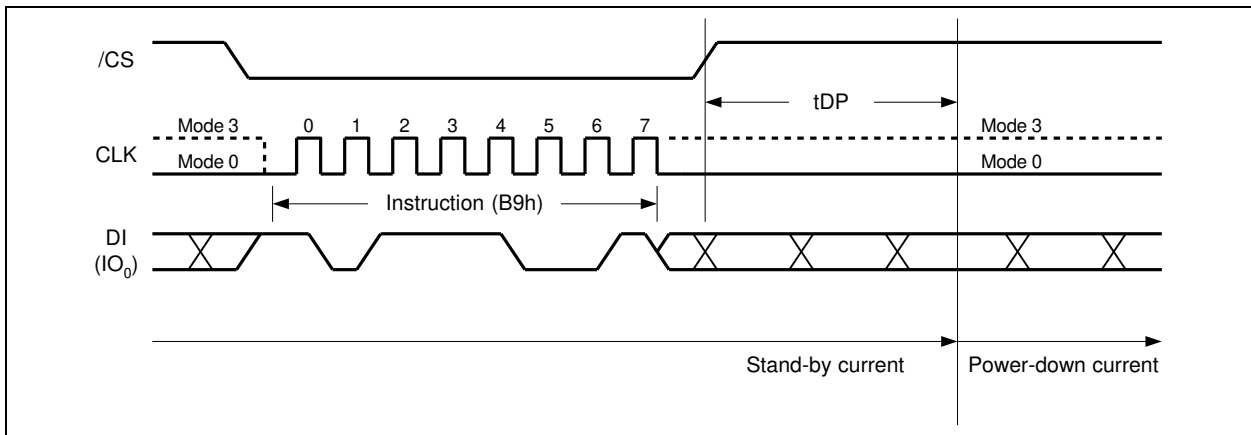 /CS
tDP
Mode 3 0 1 2 3 4 5 6 7 Mode 3
CLK
Mode 0 Mode 0
Instruction (B9h)
DI
(IO₀)
Stand-by current Power-down current